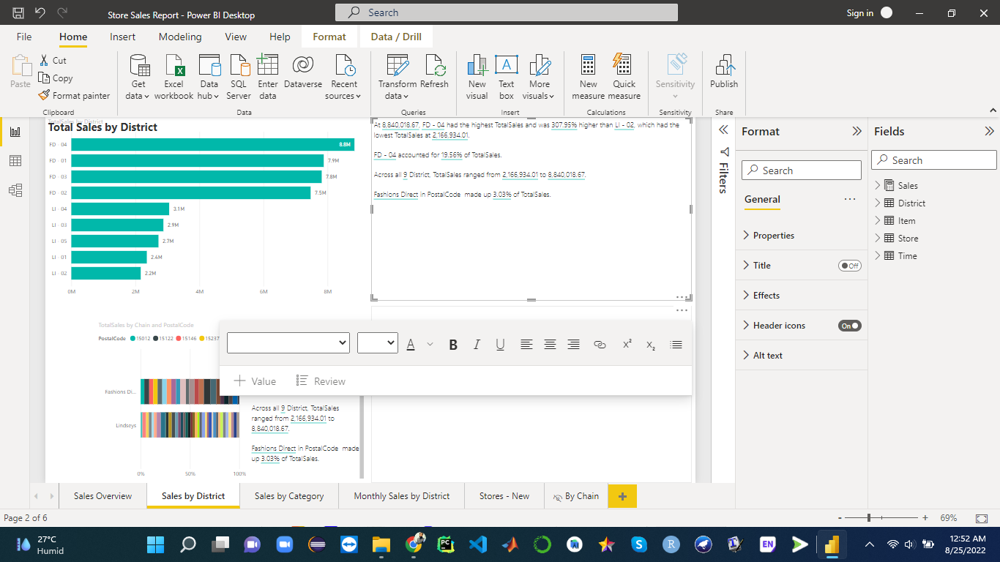 Store Sales Report - Power BI Desktop
Search
Sign in
File Home Insert Modeling View Help Format Data / Drill
Paste
Cut
Copy
Format painter
Clipboard
Get data
Excel workbook
Data hub
SQL Server
Enter data
Dataverse
Recent sources
Data
Transform data
Refresh
Queries
New visual
Text box
More visuals
Insert
New measure
Quick measure
Calculations
Sensitivity
Sensitivity
Publish
Share
TotalSales by District
Total Sales by District
FD - 04 8.8M
FD - 01 7.9M
FD - 03 7.8M
FD - 02 7.5M
LI - 04 3.1M
LI - 03 2.9M
LI - 05 2.7M
LI - 01 2.4M
LI - 02 2.2M
0M 2M 4M 6M 8M
At 8,840,018.67, FD - 04 had the highest TotalSales and was 307.95% higher than LI - 02, which had the
lowest TotalSales at 2,166,934.01.
FD - 04 accounted for 19.56% of TotalSales.
Across all 9 District, TotalSales ranged from 2,166,934.01 to 8,840,018.67.
Fashions Direct in PostalCode made up 3.03% of TotalSales.
TotalSales by Chain and PostalCode
PostalCode 15012 15122 15146 15237
Fashions Di...
Lindseys
0% 50% 100%
A B I U x² x₂
Value Review
Across all 9 District, TotalSales
ranged from 2,166,934.01 to
8,840,018.67.
Fashions Direct in PostalCode made
up 3.03% of TotalSales.
Filters
Format
Search
General
Properties
Title Off
Effects
Header icons On
Alt text
Fields
Search
Sales
District
Item
Store
Time
Sales Overview Sales by District Sales by Category Monthly Sales by District Stores - New By Chain
Page 2 of 6
- + 69%
27°C
Humid
PC
S
R
EN
12:52 AM
8/25/2022